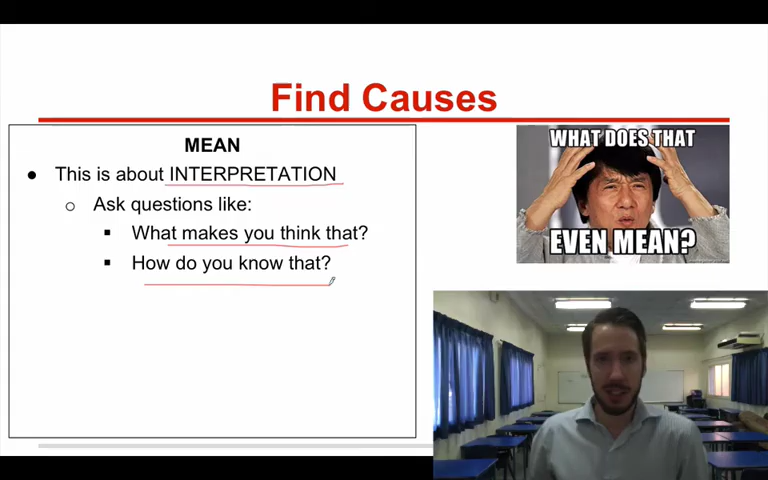 Find Causes
MEAN
This is about INTERPRETATION
Ask questions like:
What makes you think that?
How do you know that?
WHAT DOES THAT
EVEN MEAN?